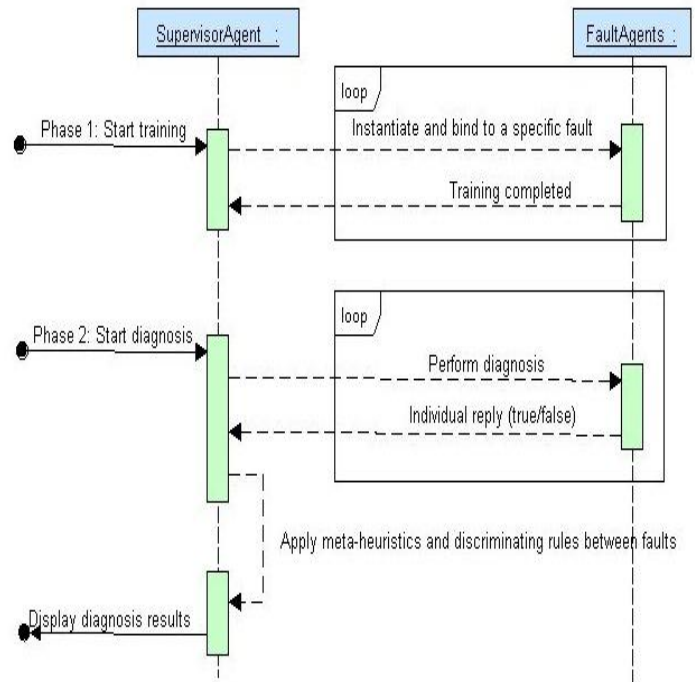 SupervisorAgent :
FaultAgents :
loop
Phase 1: Start training
Instantiate and bind to a specific fault
Training completed
loop
Phase 2: Start diagnosis
Perform diagnosis
Individual reply (true/false)
Apply meta-heuristics and discriminating rules between faults
Display diagnosis results